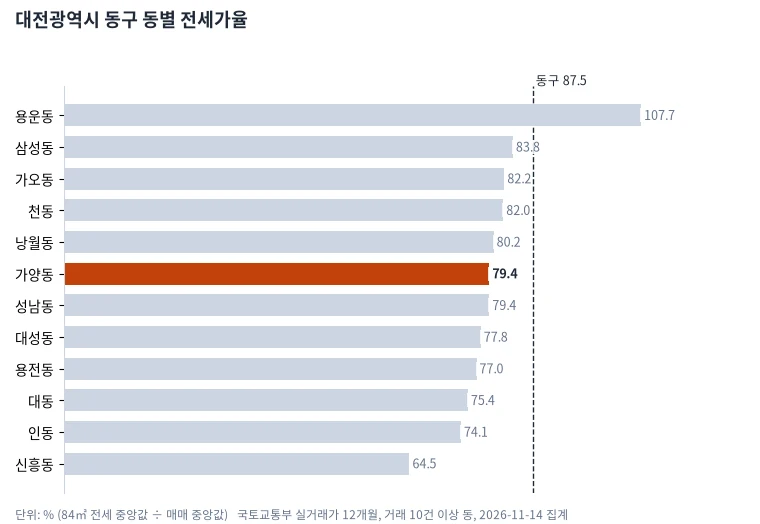 대전광역시 동구 동별 전세가율
동구 87.5
용운동 107.7
삼성동 83.8
가오동 82.2
천동 82.0
낭월동 80.2
가양동 79.4
성남동 79.4
대성동 77.8
용전동 77.0
대동 75.4
인동 74.1
신흥동 64.5
단위: % (84㎡ 전세 중앙값 ÷ 매매 중앙값) 국토교통부 실거래가 12개월, 거래 10건 이상 동, 2026-11-14 집계